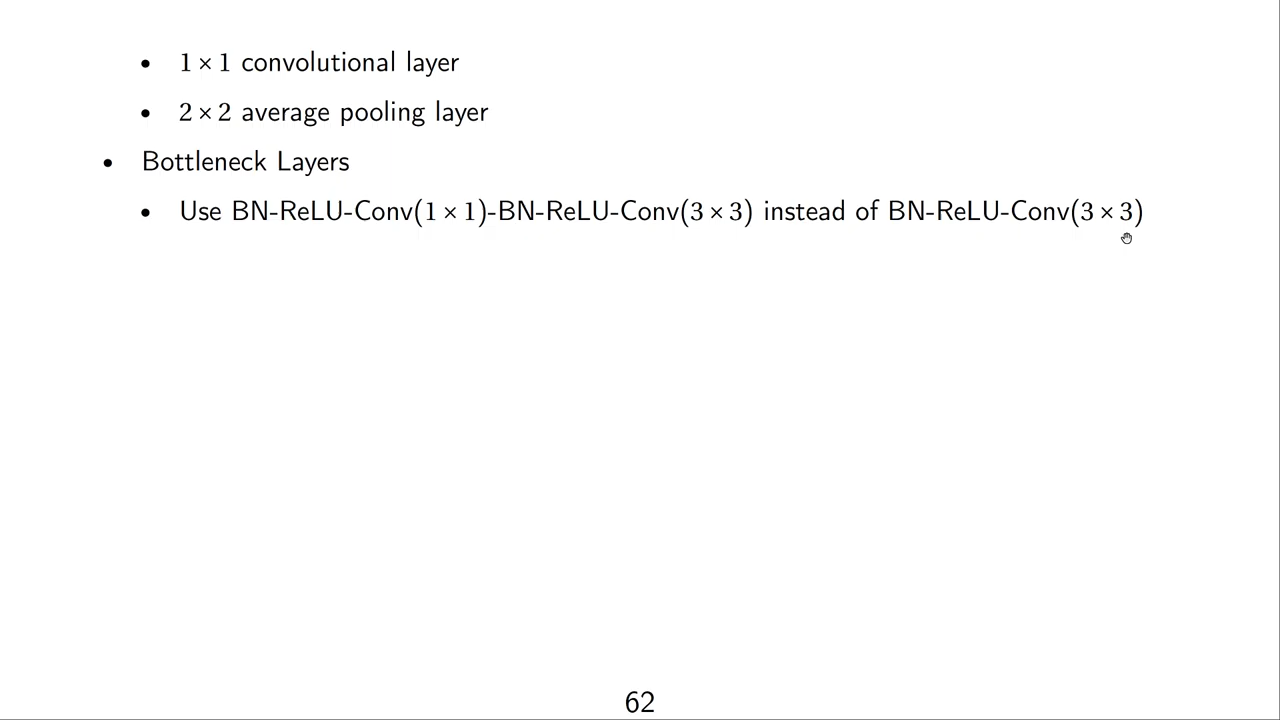 • 1 × 1 convolutional layer
• 2 × 2 average pooling layer
• Bottleneck Layers
• Use BN-ReLU-Conv(1 × 1)-BN-ReLU-Conv(3 × 3) instead of BN-ReLU-Conv(3 × 3)
62